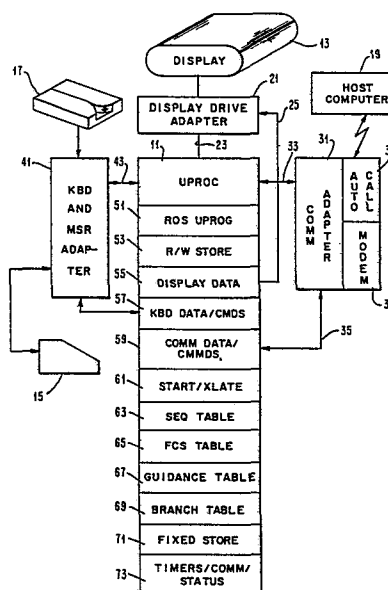 13
DISPLAY
17
19
HOST
COMPUTER
DISPLAY DRIVE
ADAPTER
21
25
23
11
31
33
41
43
KBD
AND
MSR
ADAP-
TER
UPROC
COMM
ADAPTER
AUTO
CALL
MODEM
51
ROS UPROG
53
R/W STORE
55
DISPLAY DATA
57
KBD DATA/CMDS
59
COMM DATA/
CMMDS
35
15
61
START/XLATE
63
SEQ TABLE
65
FCS TABLE
67
GUIDANCE TABLE
69
BRANCH TABLE
71
FIXED STORE
73
TIMERS/COMM/
STATUS